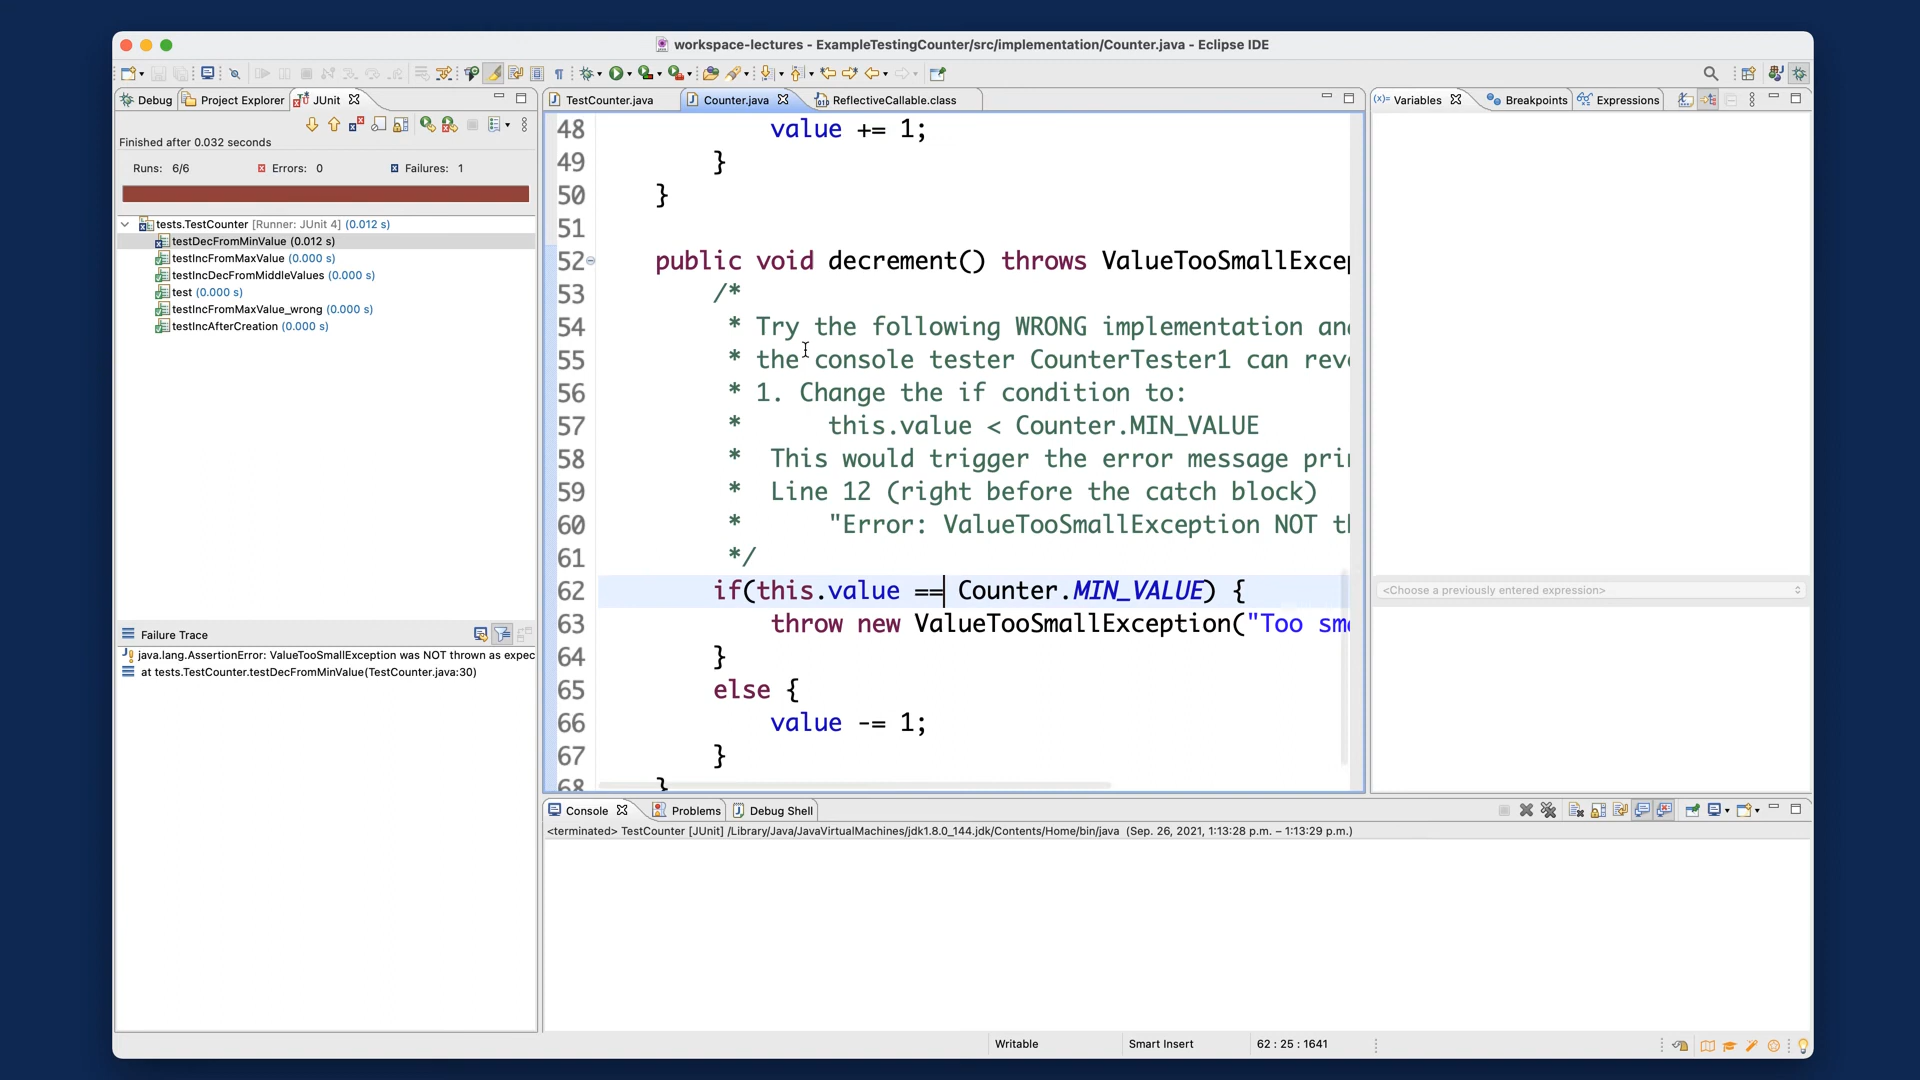 workspace-lectures - ExampleTestingCounter/src/implementation/Counter.java - Eclipse IDE
Debug
Project Explorer
JUnit
Finished after 0.032 seconds
Runs: 6/6
Errors: 0
Failures: 1
tests.TestCounter [Runner: JUnit 4] (0.012 s)
testDecFromMinValue (0.012 s)
testIncFromMaxValue (0.000 s)
testIncDecFromMiddleValues (0.000 s)
test (0.000 s)
testIncFromMaxValue_wrong (0.000 s)
testIncAfterCreation (0.000 s)
Failure Trace
java.lang.AssertionError: ValueTooSmallException was NOT thrown as expec
at tests.TestCounter.testDecFromMinValue(TestCounter.java:30)
TestCounter.java
Counter.java
ReflectiveCallable.class
48 value += 1;
49 }
50 }
51
52 public void decrement() throws ValueTooSmallExcep
53 /*
54 * Try the following WRONG implementation an
55 * the console tester CounterTester1 can rev
56 * 1. Change the if condition to:
57 * this.value < Counter.MIN_VALUE
58 * This would trigger the error message pri
59 * Line 12 (right before the catch block)
60 * "Error: ValueTooSmallException NOT t
61 */
62 if(this.value == Counter.MIN_VALUE) {
63 throw new ValueTooSmallException("Too sm
64 }
65 else {
66 value -= 1;
67 }
68 }
Variables
Breakpoints
Expressions
<Choose a previously entered expression>
Console
Problems
Debug Shell
<terminated> TestCounter [JUnit] /Library/Java/JavaVirtualMachines/jdk1.8.0_144.jdk/Contents/Home/bin/java (Sep. 26, 2021, 1:13:28 p.m. – 1:13:29 p.m.)
Writable
Smart Insert
62 : 25 : 1641